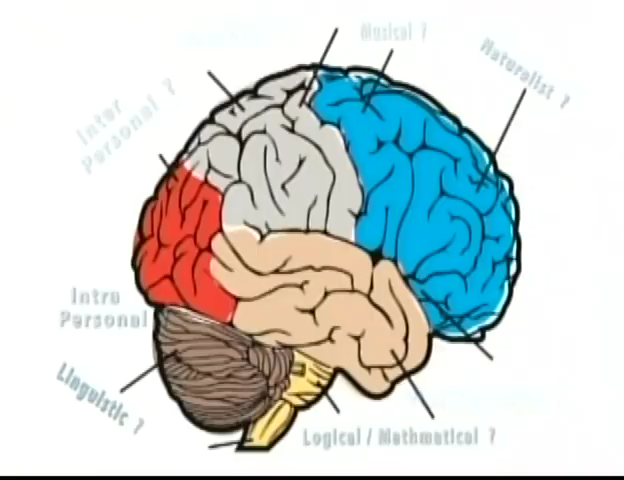 Musical ?
Naturalist ?
Inter
Personal ?
Intra
Personal
Linguistic ?
Logical / Mathmatical ?